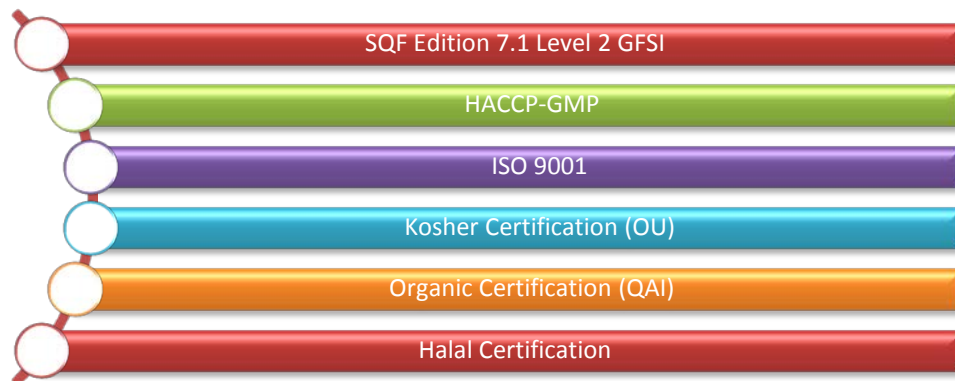 SQF Edition 7.1 Level 2 GFSI
HACCP-GMP
ISO 9001
Kosher Certification (OU)
Organic Certification (QAI)
Halal Certification